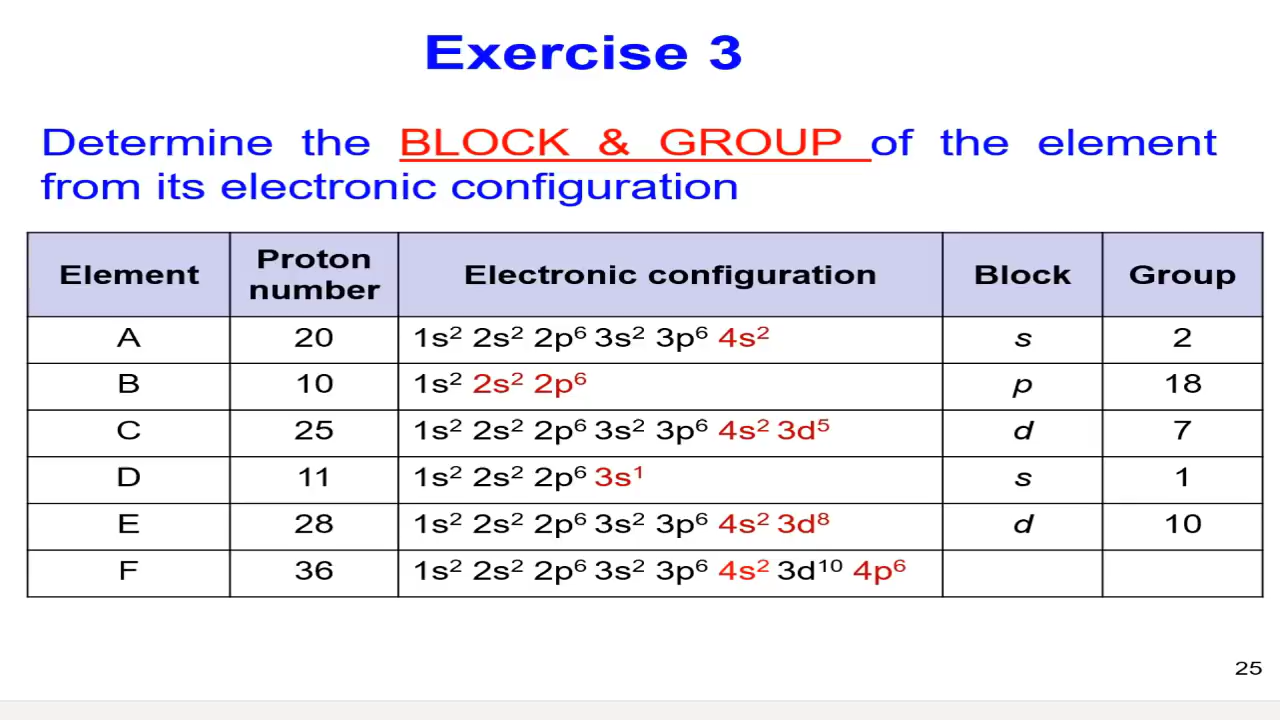 Exercise 3
Determine the BLOCK & GROUP of the element
from its electronic configuration
Element Proton number Electronic configuration Block Group
A 20 1s² 2s² 2p⁶ 3s² 3p⁶ 4s² s 2
B 10 1s² 2s² 2p⁶ p 18
C 25 1s² 2s² 2p⁶ 3s² 3p⁶ 4s² 3d⁵ d 7
D 11 1s² 2s² 2p⁶ 3s¹ s 1
E 28 1s² 2s² 2p⁶ 3s² 3p⁶ 4s² 3d⁸ d 10
F 36 1s² 2s² 2p⁶ 3s² 3p⁶ 4s² 3d¹⁰ 4p⁶
25